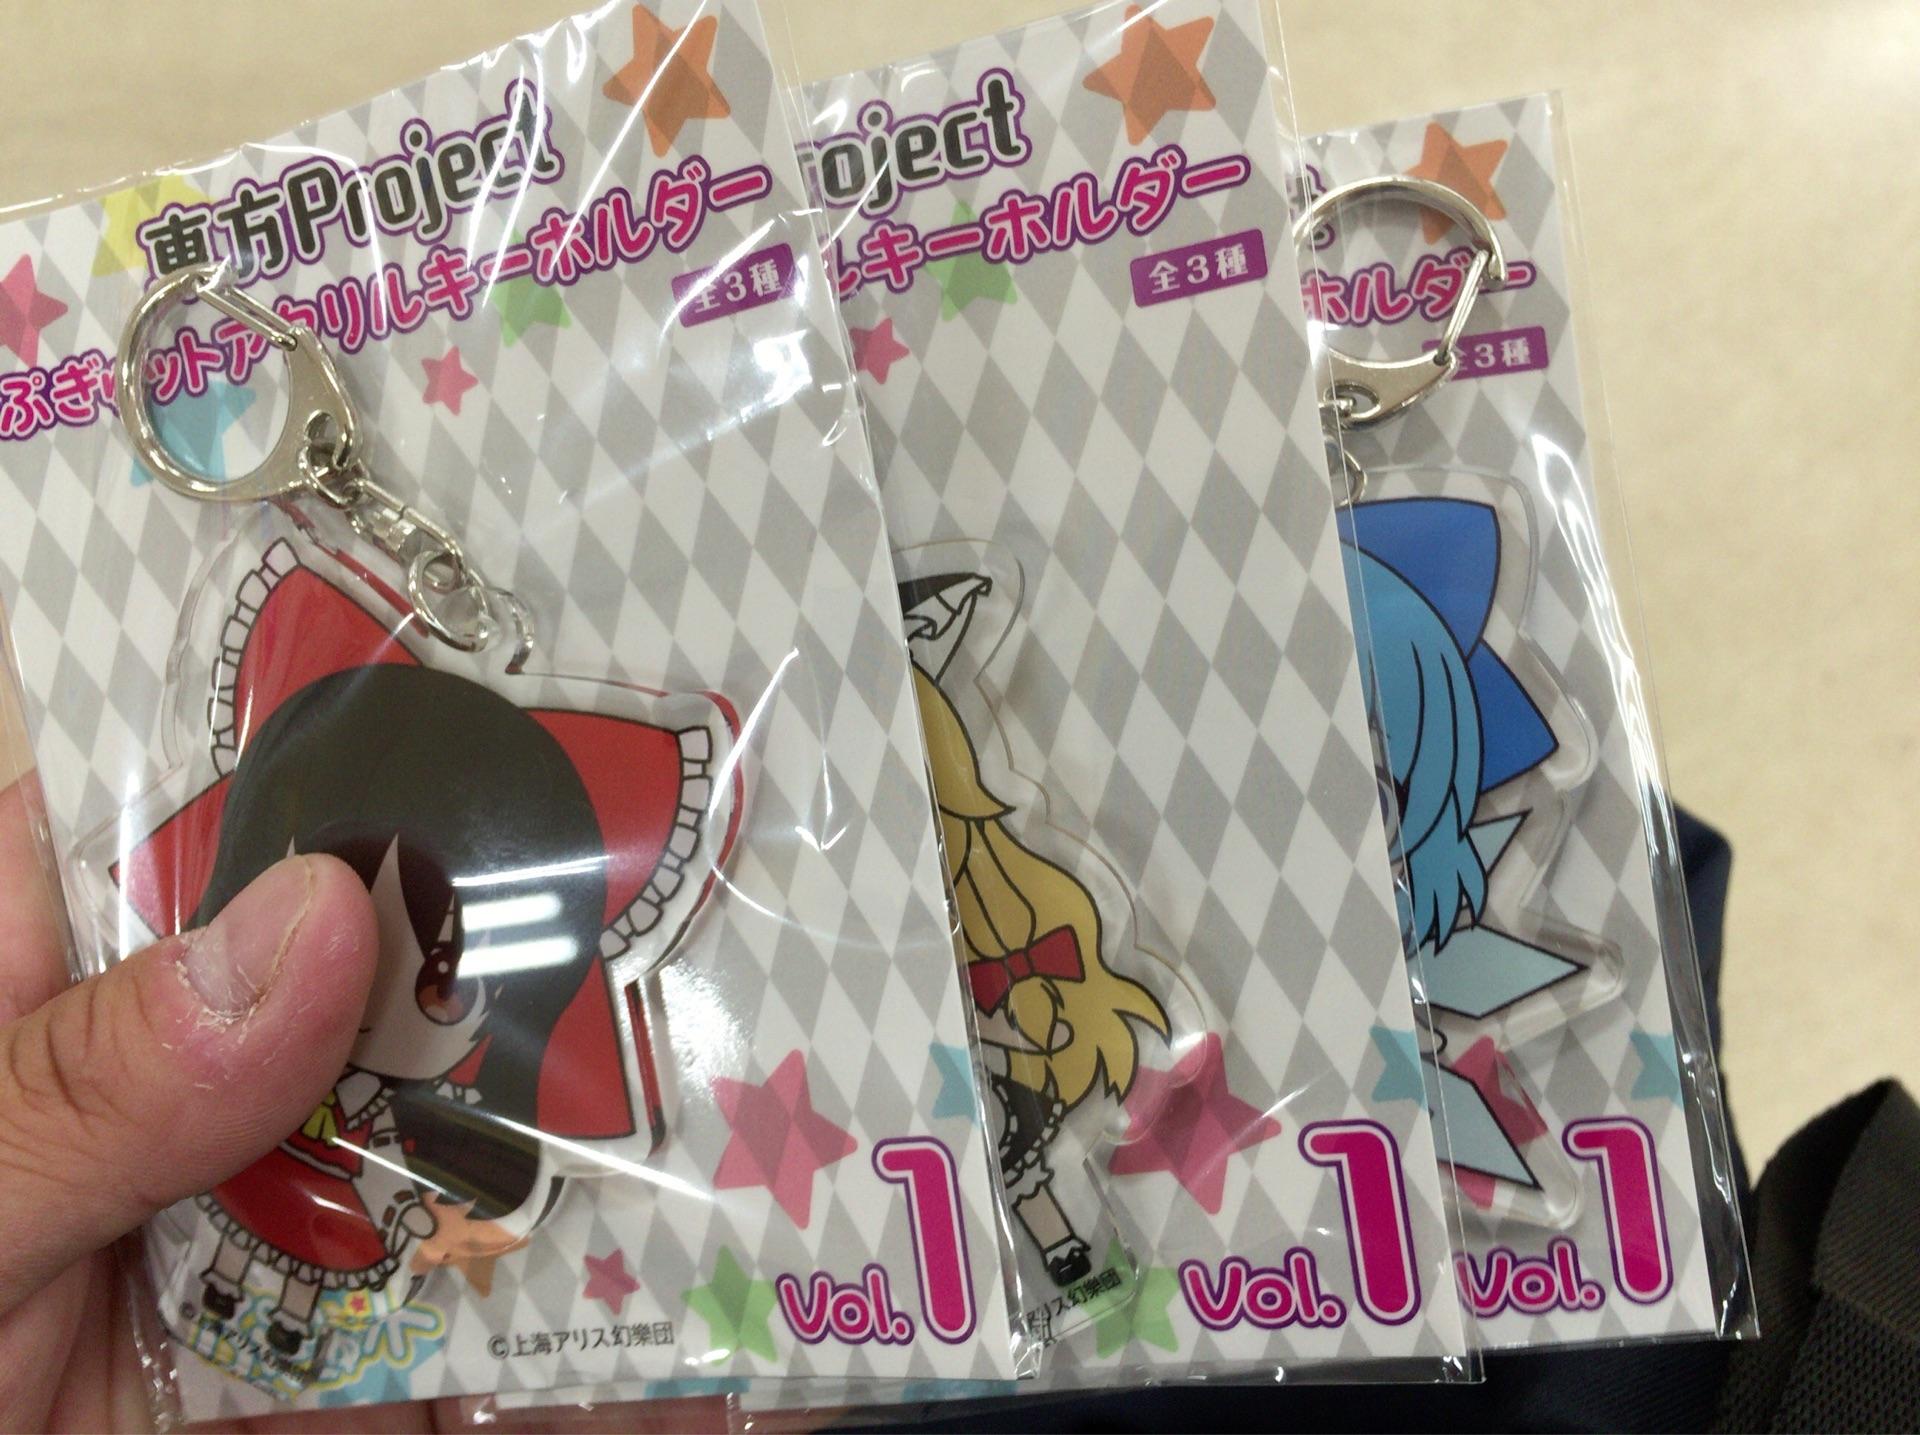 東方Project
ぷぎゅットアクリルキーホルダー
全3種
Vol.1
©上海アリス幻樂団
roject
ルキーホルダー
全3種
Vol.1
リス幻樂団
ホルダー
全3種
Vol.1